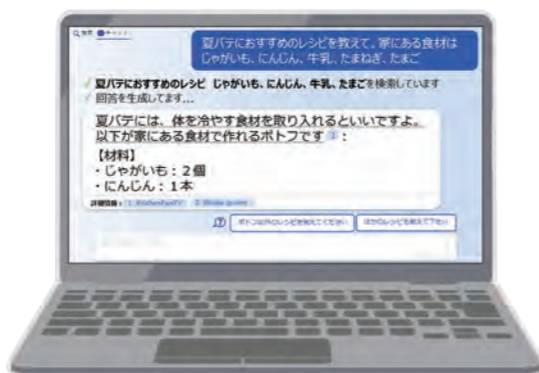 検索 チャット
夏バテにおすすめのレシピを教えて、家にある食材は
じゃがいも、にんじん、牛乳、たまねぎ、たまご
✓ 夏バテにおすすめのレシピ じゃがいも、にんじん、牛乳、たまごを検索しています
✓ 回答を生成してます...
夏バテには、体を冷やす食材を取り入れるといいですよ。
以下が家にある食材で作れるポトフです 1 :
【材料】
・じゃがいも：2個
・にんじん：1本
詳細情報：
ポトフ以外のレシピを教えてください ほかのレシピも教えて下さい